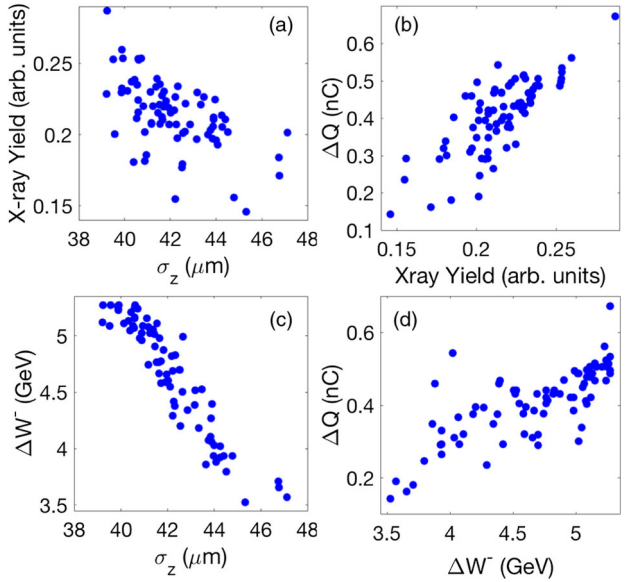 (a)
X-ray Yield (arb. units)
0.25
0.2
0.15
38 40 42 44 46 48
σz (μm)
(b)
ΔQ (nC)
0.6
0.5
0.4
0.3
0.2
0.1
0.15 0.2 0.25
Xray Yield (arb. units)
(c)
ΔW⁻ (GeV)
5
4.5
4
3.5
38 40 42 44 46 48
σz (μm)
(d)
ΔQ (nC)
0.6
0.4
0.2
3.5 4 4.5 5
ΔW⁻ (GeV)